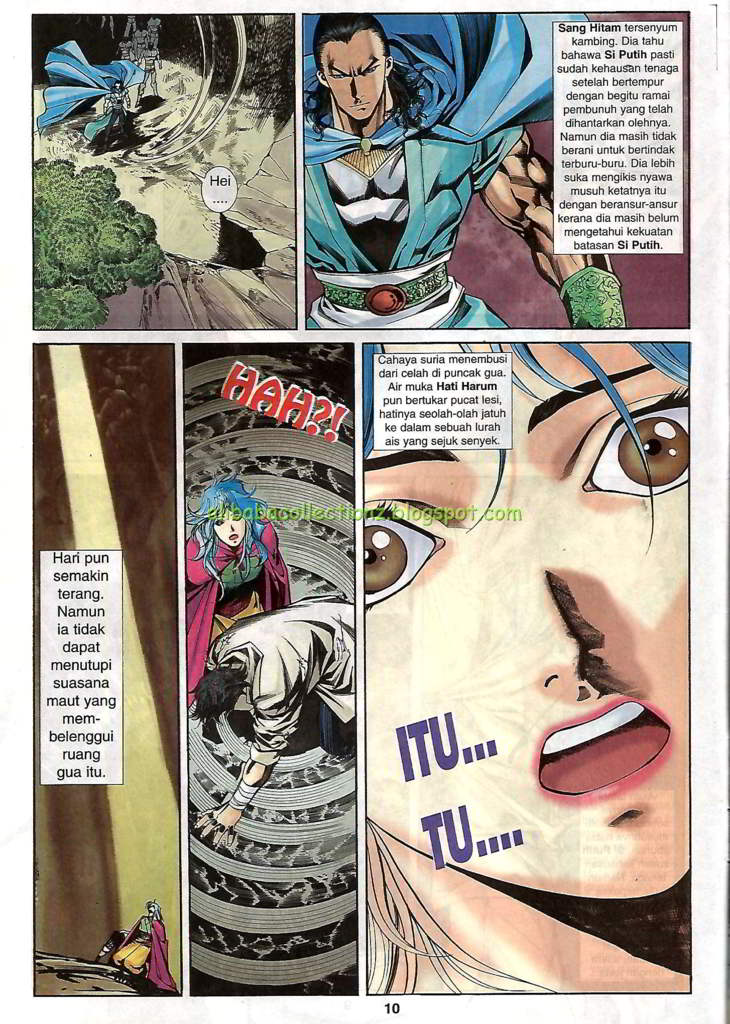 Hei
....
Sang Hitam tersenyum
kambing. Dia tahu
bahawa Si Putih pasti
sudah kehausan tenaga
setelah bertempur
dengan begitu ramai
pembunuh yang telah
dihantarkan olehnya.
Namun dia masih tidak
berani untuk bertindak
terburu-buru. Dia lebih
suka mengikis nyawa
musuh ketatnya itu
dengan beransur-ansur
kerana dia masih belum
mengetahui kekuatan
batasan Si Putih.
Hari pun
semakin
terang.
Namun
ia tidak
dapat
menutupi
suasana
maut yang
mem-
belenggui
ruang
gua itu.
HAH?!
Cahaya suria menembusi
dari celah di puncak gua.
Air muka Hati Harum
pun bertukar pucat lesi,
hatinya seolah-olah jatuh
ke dalam sebuah lurah
ais yang sejuk senyek.
alibabacollectionz.blogspot.com
ITU...
TU....
10